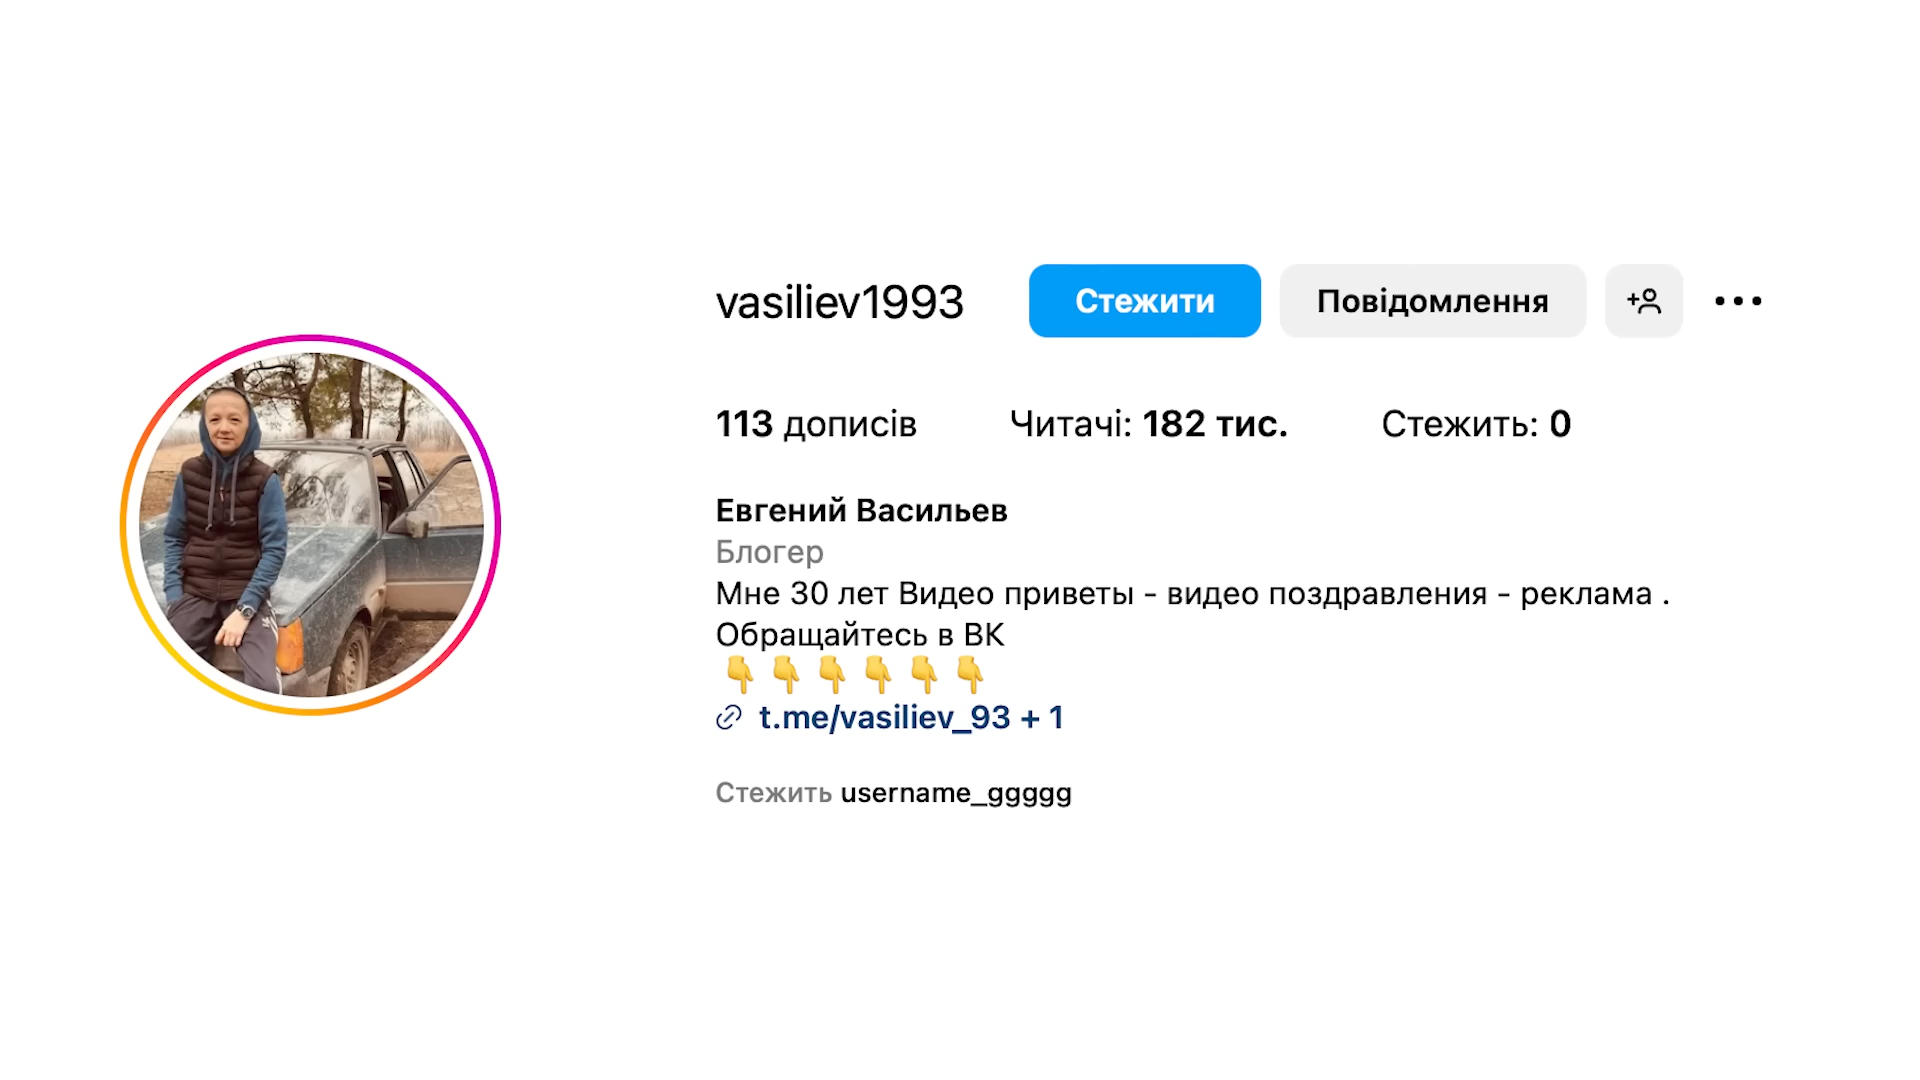 vasiliev1993 Стежити Повідомлення
113 дописів Читачі: 182 тис. Стежить: 0
Евгений Васильев
Блогер
Мне 30 лет Видео приветы - видео поздравления - реклама .
Обращайтесь в ВК
👇👇👇👇👇👇
t.me/vasiliev_93 + 1
Стежить username_ggggg